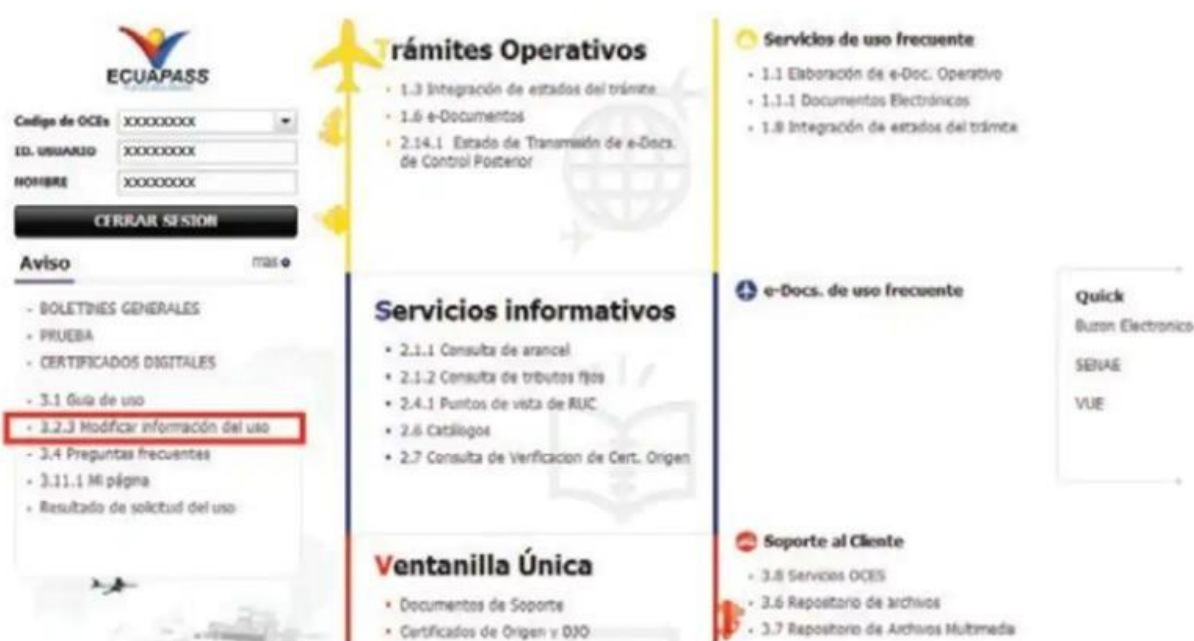 ECUAPASS
Codigo de OCEs XXXXXXXX
ID. USUARIO XXXXXXXX
NOMBRE XXXXXXXX
CERRAR SESION
Aviso
mas
- BOLETINES GENERALES
- PRUEBA
- CERTIFICADOS DIGITALES
- 3.1 Guia de uso
- 3.2.3 Modificar información del uso
- 3.4 Preguntas frecuentes
- 3.11.1 Mi página
- Resultado de solicitud del uso
Trámites Operativos
• 1.3 Integración de estados del trámite
• 1.6 e-Documentos
• 2.14.1 Estado de Transmisión de e-Docs.
de Control Posterior
Servicios informativos
• 2.1.1 Consulta de arancel
• 2.1.2 Consulta de tributos fijos
• 2.4.1 Puntos de vista de RUC
• 2.6 Catálogos
• 2.7 Consulta de Verificacion de Cert. Origen
Ventanilla Única
• Documentos de Soporte
• Certificados de Origen y DJO
Servicios de uso frecuente
• 1.1 Elaboración de e-Doc. Operativo
• 1.1.1 Documentos Electrónicos
• 1.8 Integración de estados del trámite
e-Docs. de uso frecuente
Soporte al Cliente
• 3.8 Servicios OCES
• 3.6 Repositorio de archivos
• 3.7 Repositorio de Archivos Multimedia
Quick
Buzon Electronico
SENAE
VUE